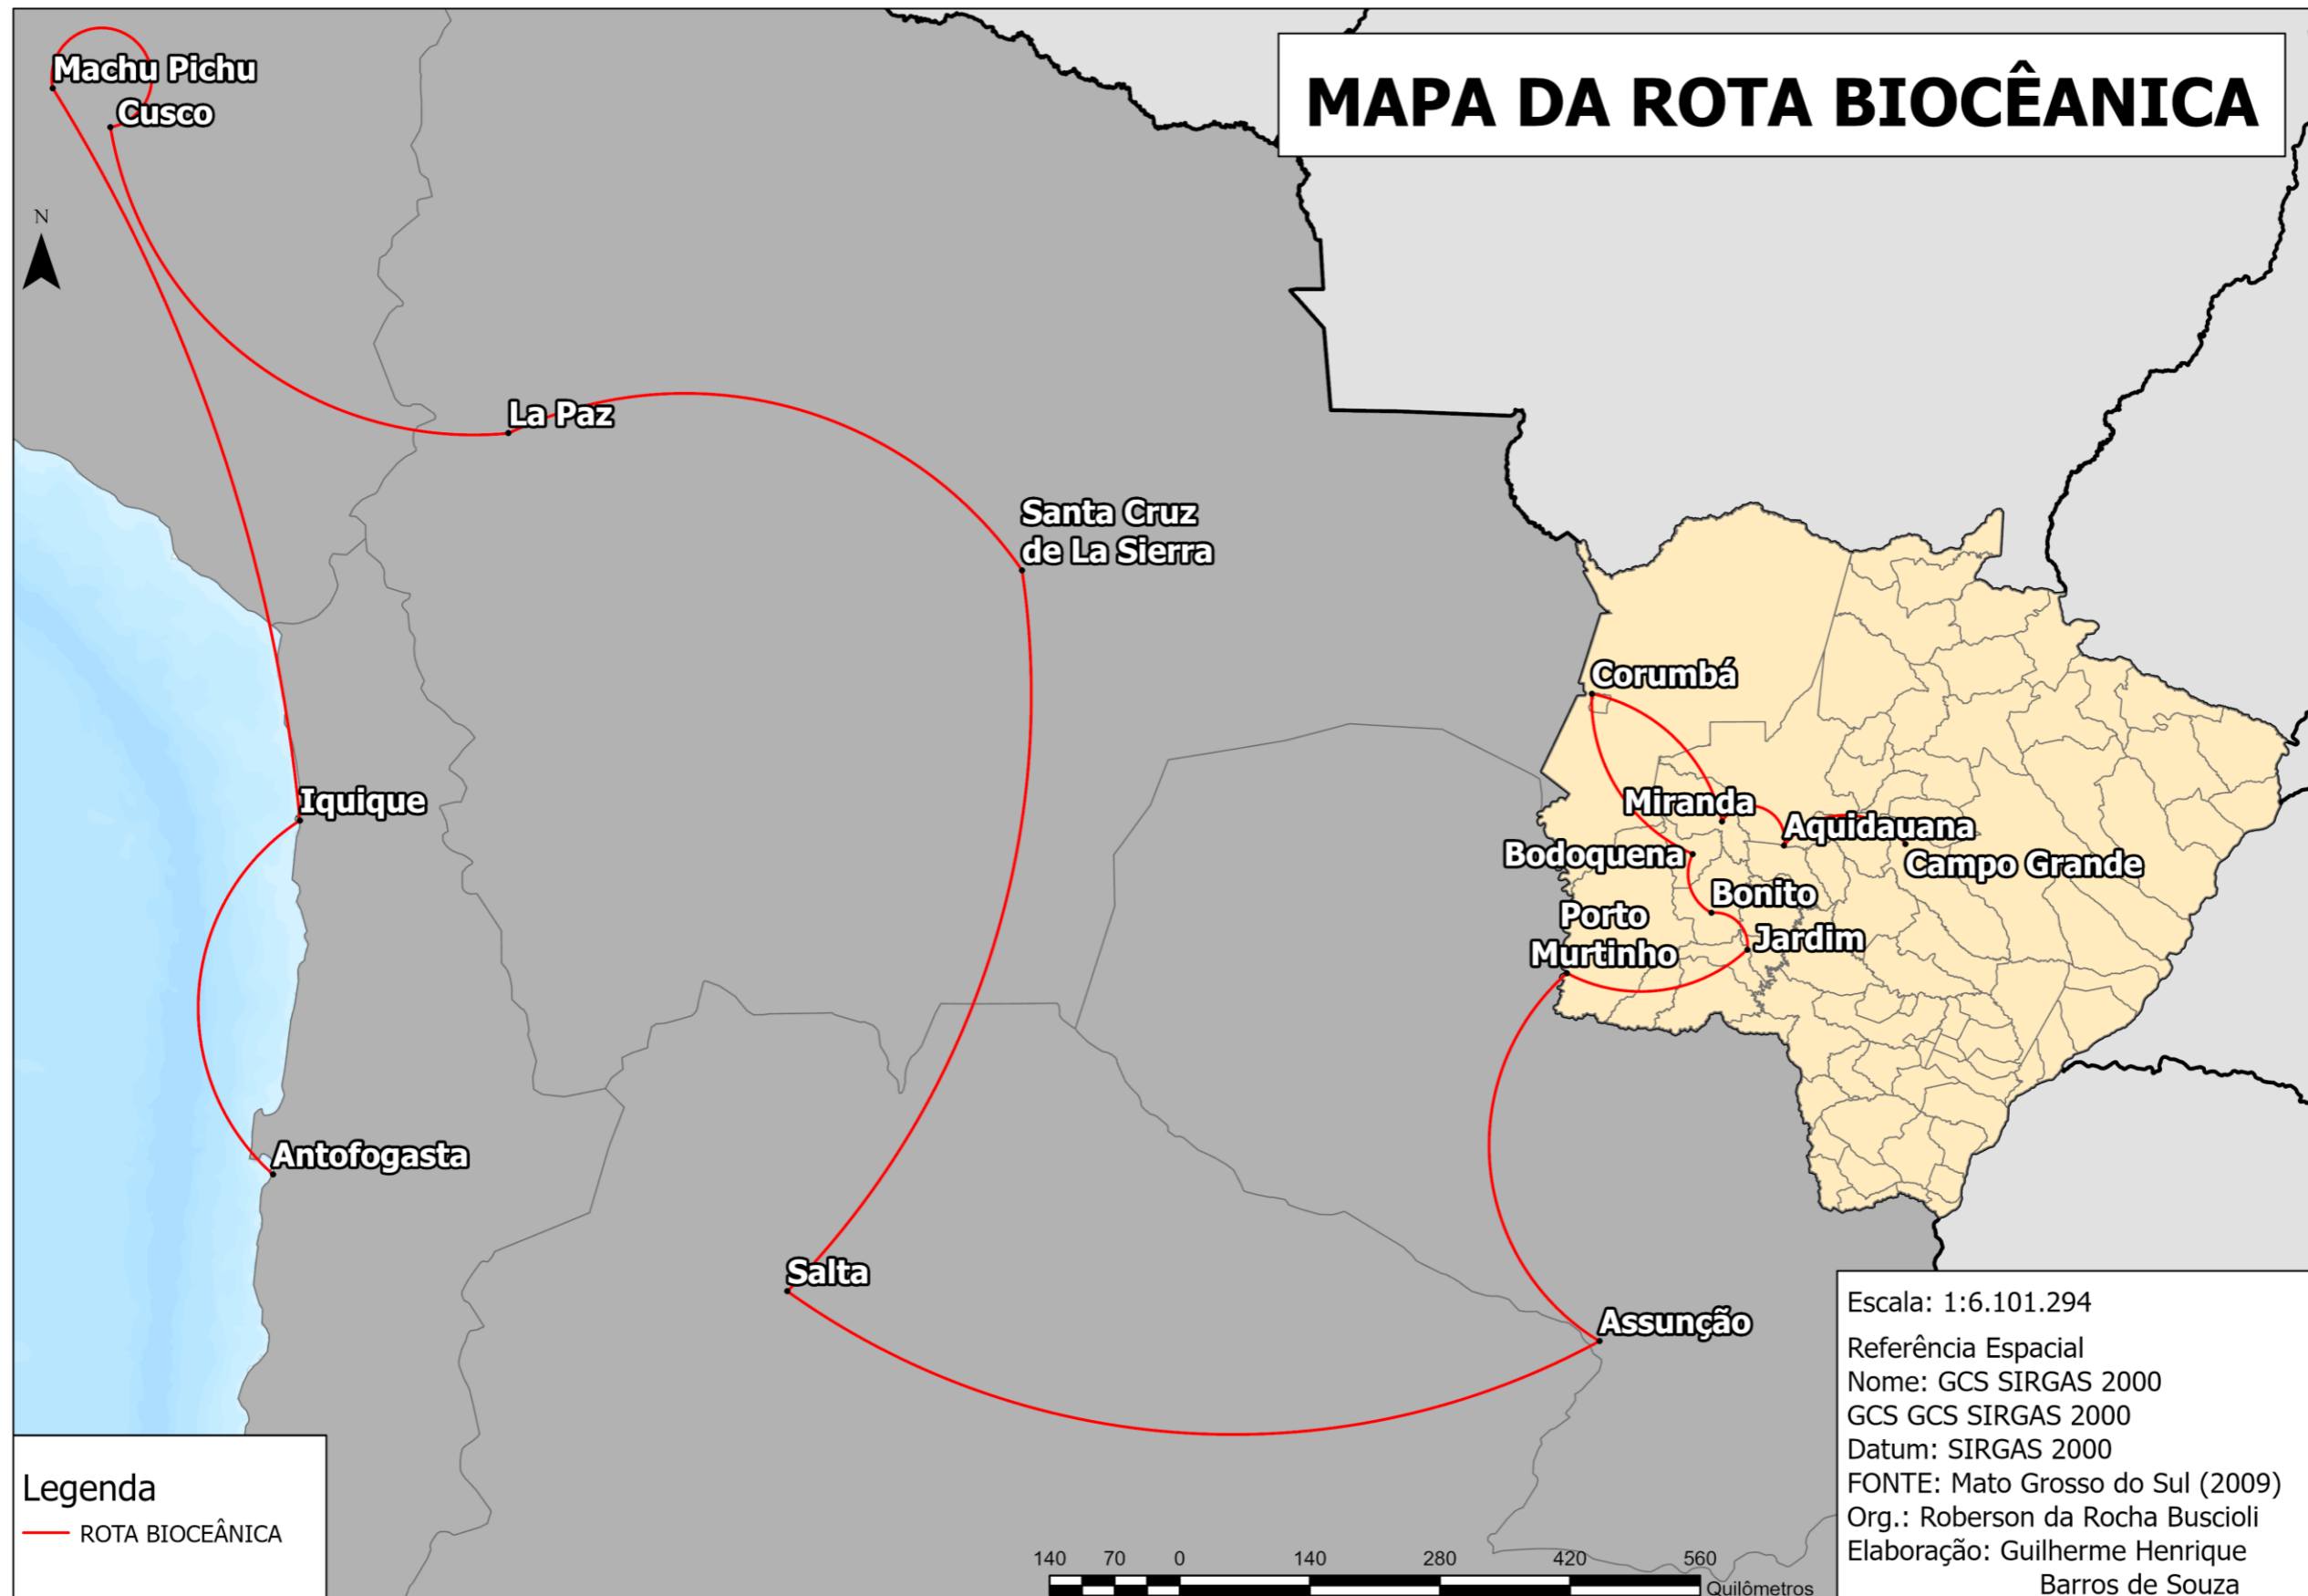 MAPA DA ROTA BIOCÊANICA
Machu Pichu
Cusco
N
La Paz
Santa Cruz
de La Sierra
Corumbá
Iquique
Miranda
Aquidauana
Bodoquena
Campo Grande
Bonito
Porto
Murtinho
Jardim
Antofogasta
Salta
Assunção
Escala: 1:6.101.294
Referência Espacial
Nome: GCS SIRGAS 2000
GCS GCS SIRGAS 2000
Datum: SIRGAS 2000
FONTE: Mato Grosso do Sul (2009)
Org.: Roberson da Rocha Buscioli
Elaboração: Guilherme Henrique
Barros de Souza
Legenda
ROTA BIOCEÂNICA
140 70 0 140 280 420 560
Quilômetros